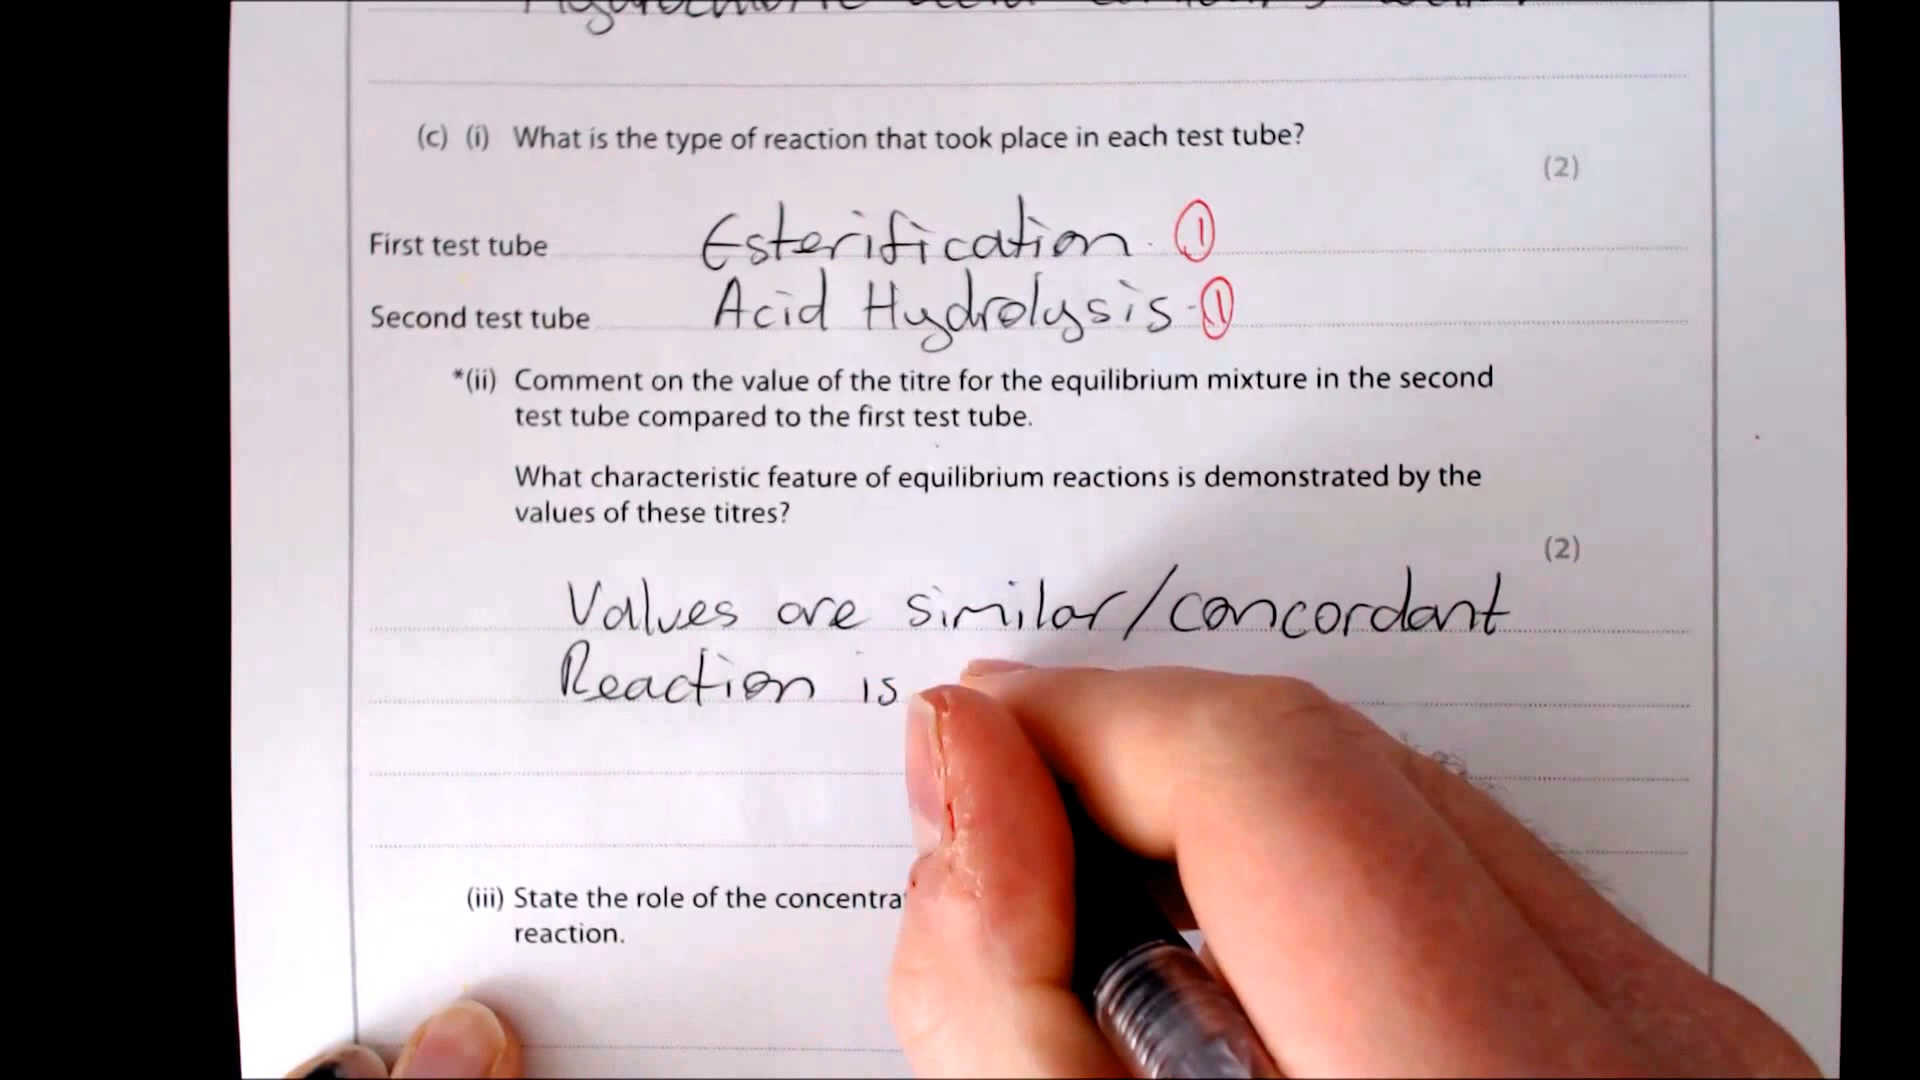 (c) (i) What is the type of reaction that took place in each test tube?
(2)
First test tube Esterification. 1
Second test tube Acid Hydrolysis. 1
*(ii) Comment on the value of the titre for the equilibrium mixture in the second
test tube compared to the first test tube.
What characteristic feature of equilibrium reactions is demonstrated by the
values of these titres?
(2)
Values are similar/concordant
Reaction is
(iii) State the role of the
reaction.